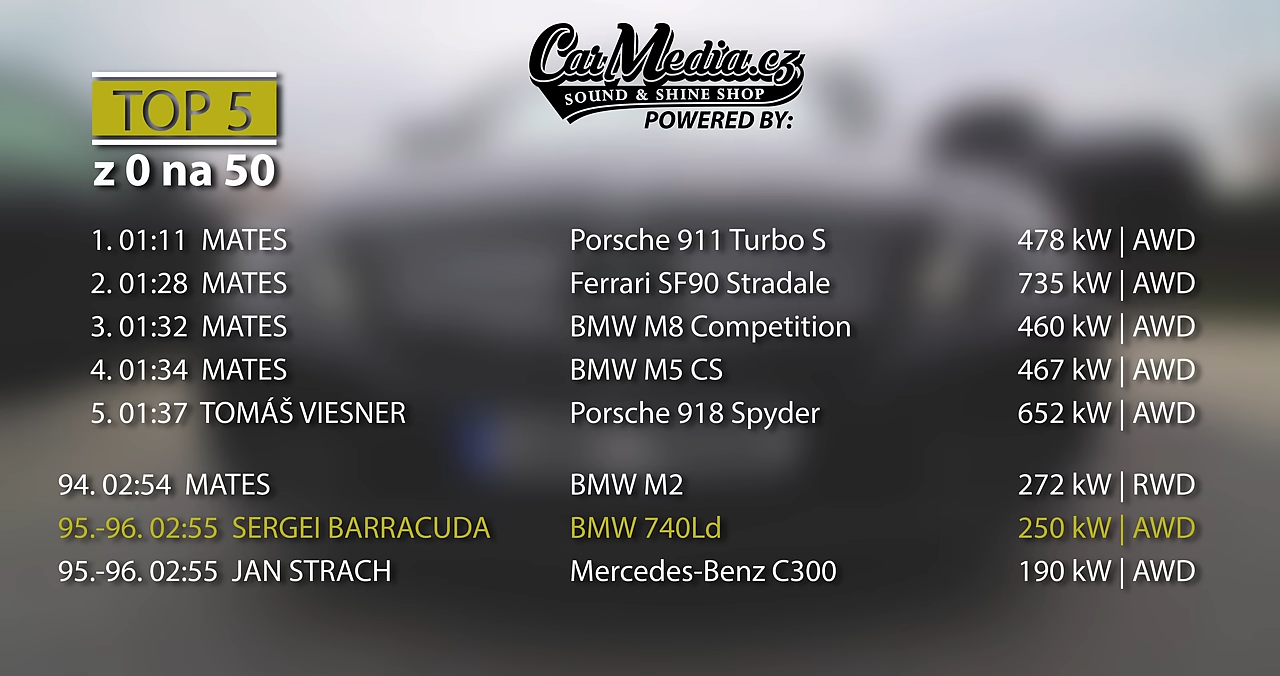 CarMedia.cz
SOUND & SHINE SHOP
POWERED BY:
TOP 5
z 0 na 50
1. 01:11 MATES Porsche 911 Turbo S 478 kW | AWD
2. 01:28 MATES Ferrari SF90 Stradale 735 kW | AWD
3. 01:32 MATES BMW M8 Competition 460 kW | AWD
4. 01:34 MATES BMW M5 CS 467 kW | AWD
5. 01:37 TOMÁŠ VIESNER Porsche 918 Spyder 652 kW | AWD
94. 02:54 MATES BMW M2 272 kW | RWD
95.-96. 02:55 SERGEI BARRACUDA BMW 740Ld 250 kW | AWD
95.-96. 02:55 JAN STRACH Mercedes-Benz C300 190 kW | AWD